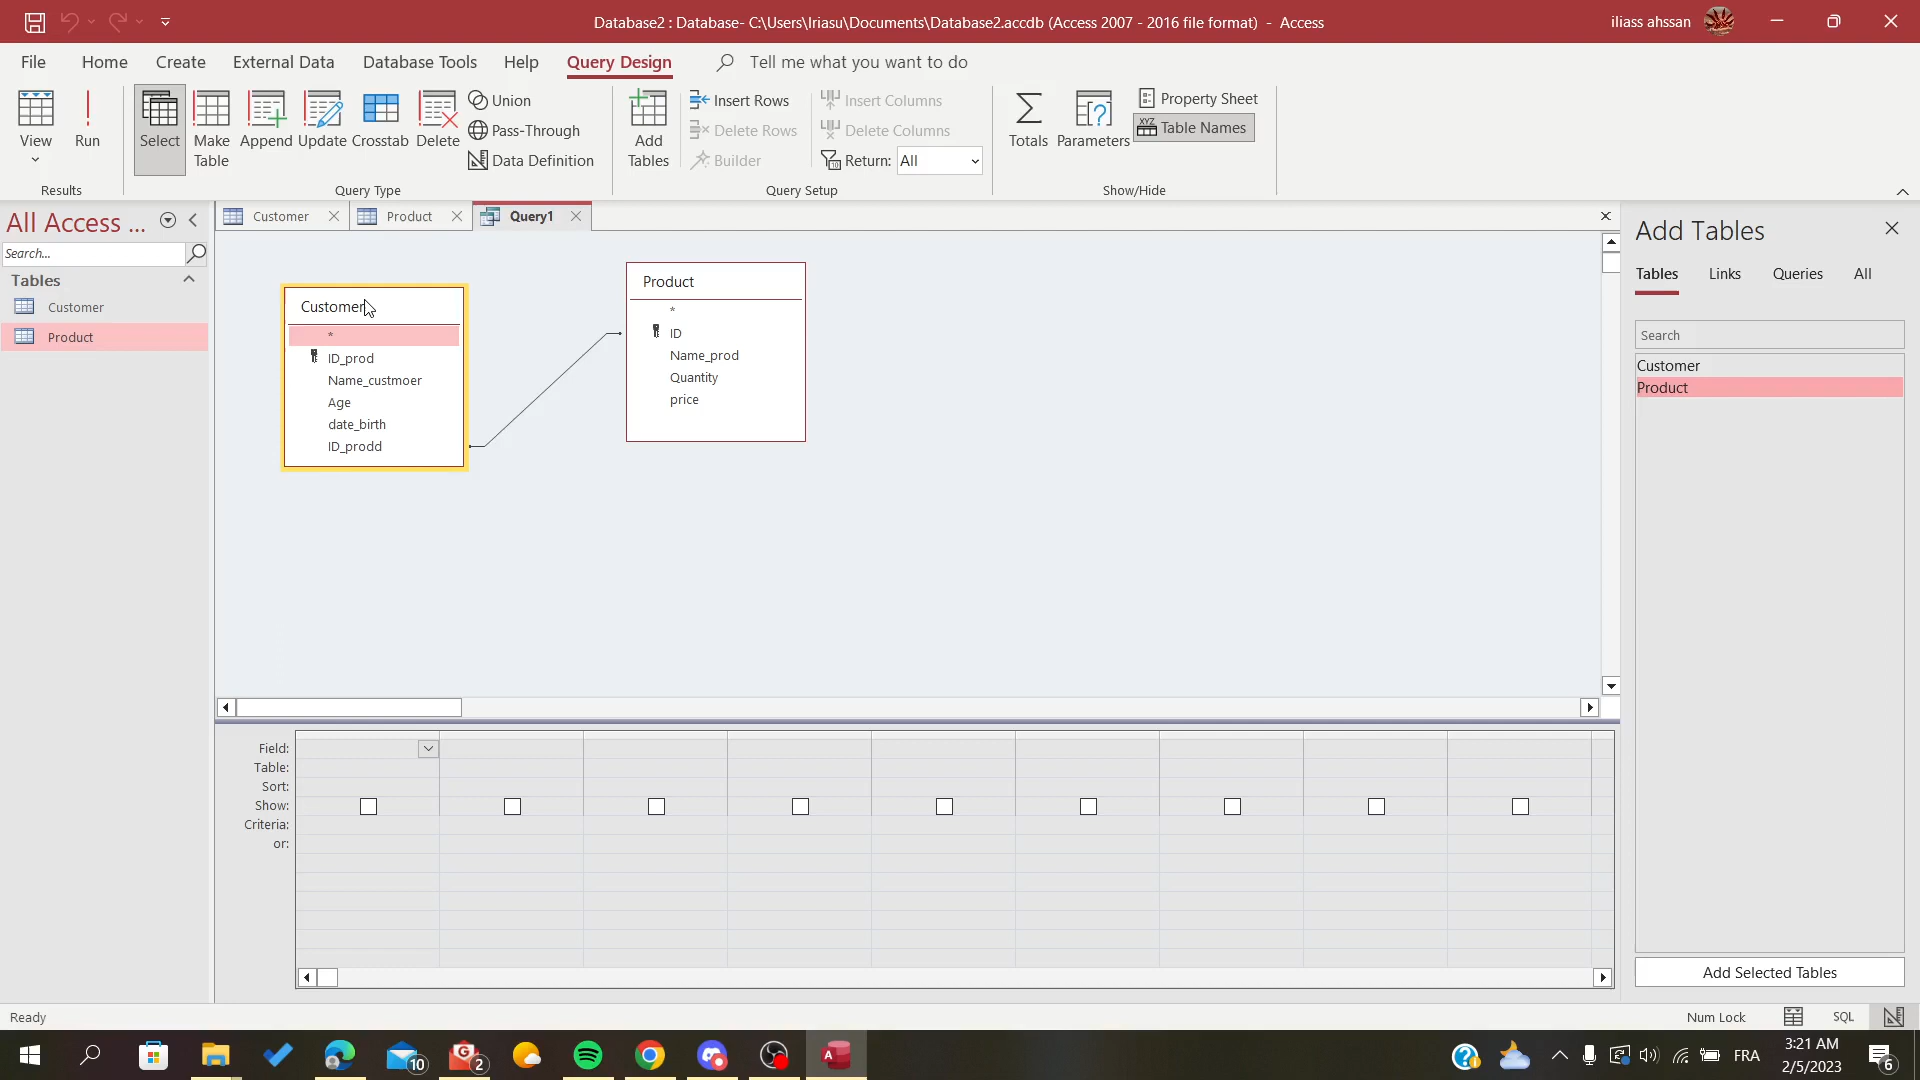 Database2 : Database- C:\Users\Iriasu\Documents\Database2.accdb (Access 2007 - 2016 file format) - Access
iliass ahssan
File
Home
Create
External Data
Database Tools
Help
Query Design
Tell me what you want to do
View
Run
Results
Select
Make Table
Append
Update
Crosstab
Delete
Union
Pass-Through
Data Definition
Query Type
Add Tables
Insert Rows
Delete Rows
Builder
Insert Columns
Delete Columns
Return:
All
Query Setup
Totals
Parameters
XYZ
Property Sheet
Table Names
Show/Hide
All Access ...
Search...
Tables
Customer
Product
Customer
Product
Query1
Customer
*
ID_prod
Name_custmoer
Age
date_birth
ID_prodd
Product
*
ID
Name_prod
Quantity
price
Field:
Table:
Sort:
Show:
Criteria:
or:
Add Tables
Tables
Links
Queries
All
Search
Customer
Product
Add Selected Tables
Ready
Num Lock
SQL
10
2
A
FRA
3:21 AM
2/5/2023
6